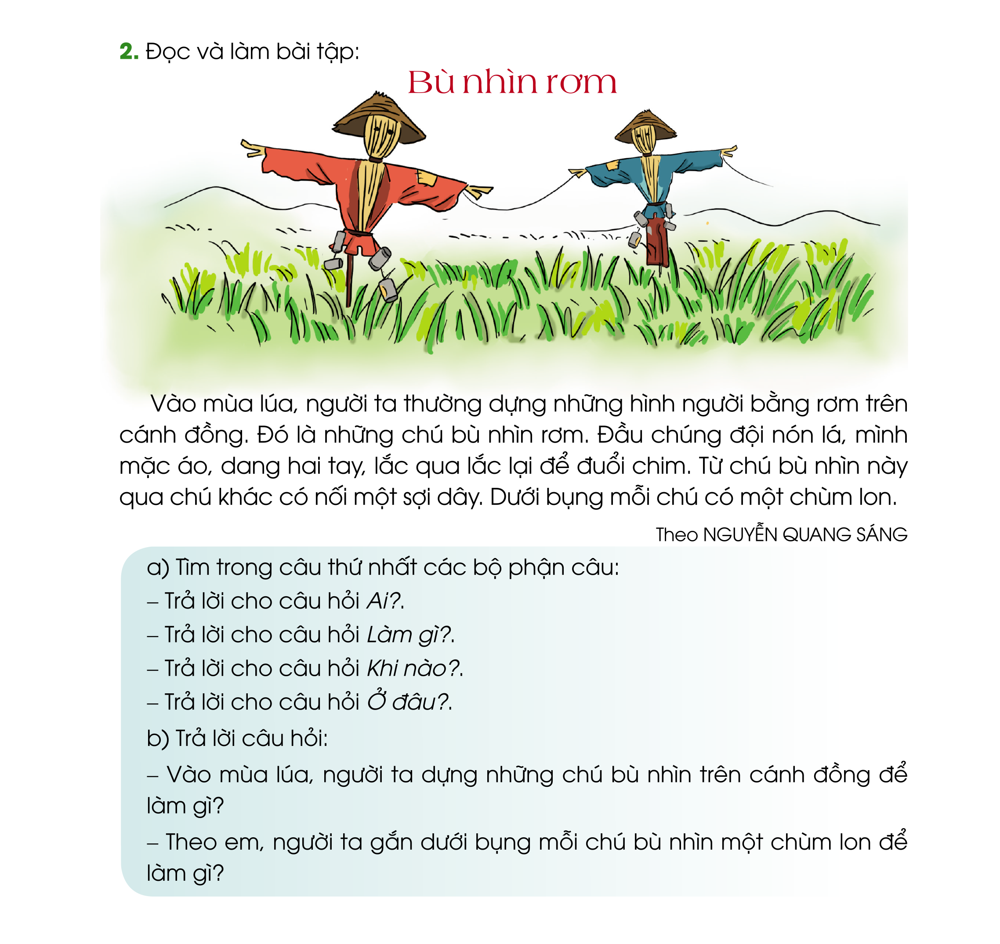 2. Đọc và làm bài tập:
Bù nhìn rơm
Vào mùa lúa, người ta thường dựng những hình người bằng rơm trên
cánh đồng. Đó là những chú bù nhìn rơm. Đầu chúng đội nón lá, mình
mặc áo, dang hai tay, lắc qua lắc lại để đuổi chim. Từ chú bù nhìn này
qua chú khác có nối một sợi dây. Dưới bụng mỗi chú có một chùm lon.
Theo NGUYỄN QUANG SÁNG
a) Tìm trong câu thứ nhất các bộ phận câu:
– Trả lời cho câu hỏi Ai?.
– Trả lời cho câu hỏi Làm gì?.
– Trả lời cho câu hỏi Khi nào?.
– Trả lời cho câu hỏi Ở đâu?.
b) Trả lời câu hỏi:
– Vào mùa lúa, người ta dựng những chú bù nhìn trên cánh đồng để
làm gì?
– Theo em, người ta gắn dưới bụng mỗi chú bù nhìn một chùm lon để
làm gì?